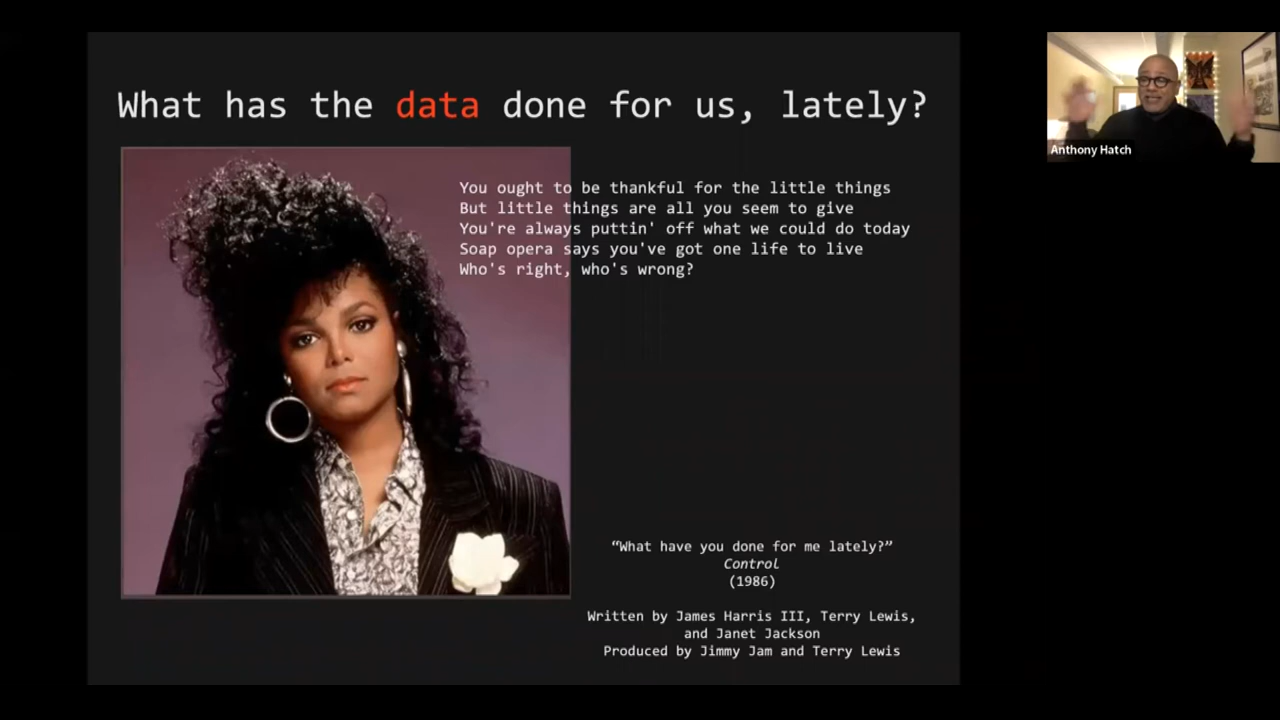 What has the data done for us, lately?
You ought to be thankful for the little things
But little things are all you seem to give
You're always puttin' off what we could do today
Soap opera says you've got one life to live
Who's right, who's wrong?
“What have you done for me lately?”
Control
(1986)
Written by James Harris III, Terry Lewis,
and Janet Jackson
Produced by Jimmy Jam and Terry Lewis
Anthony Hatch